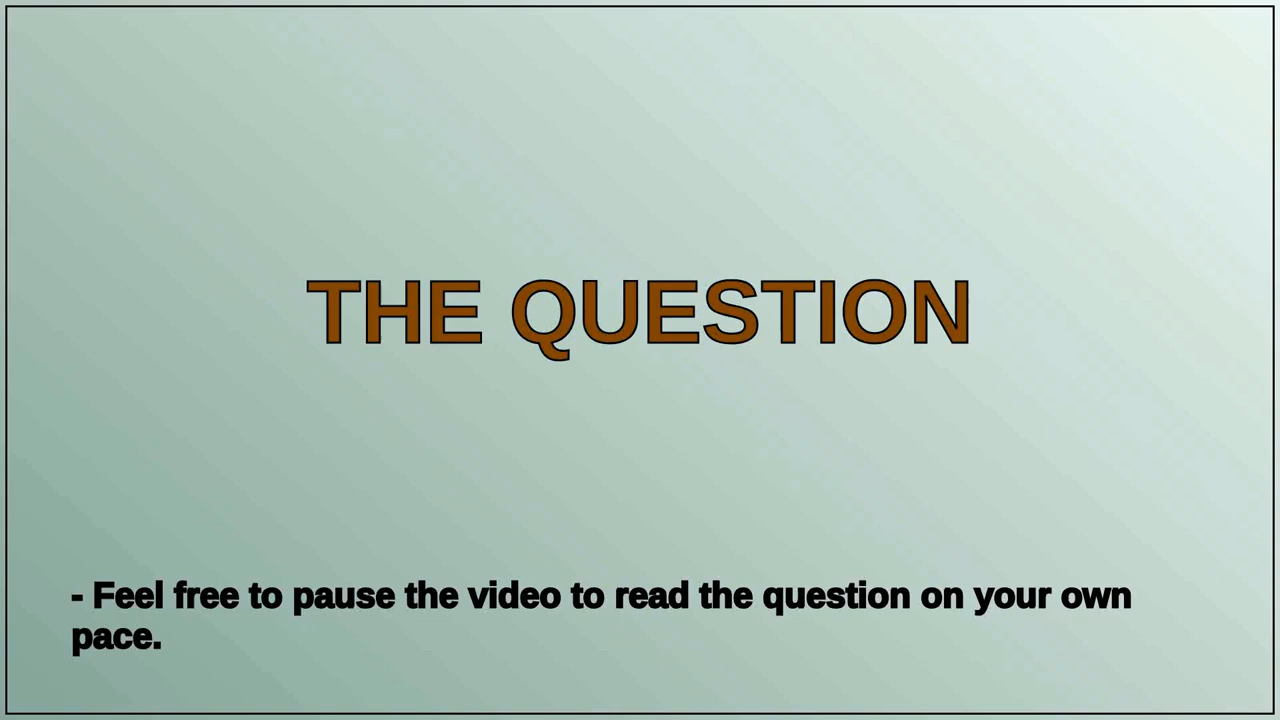 THE QUESTION
- Feel free to pause the video to read the question on your own
pace.